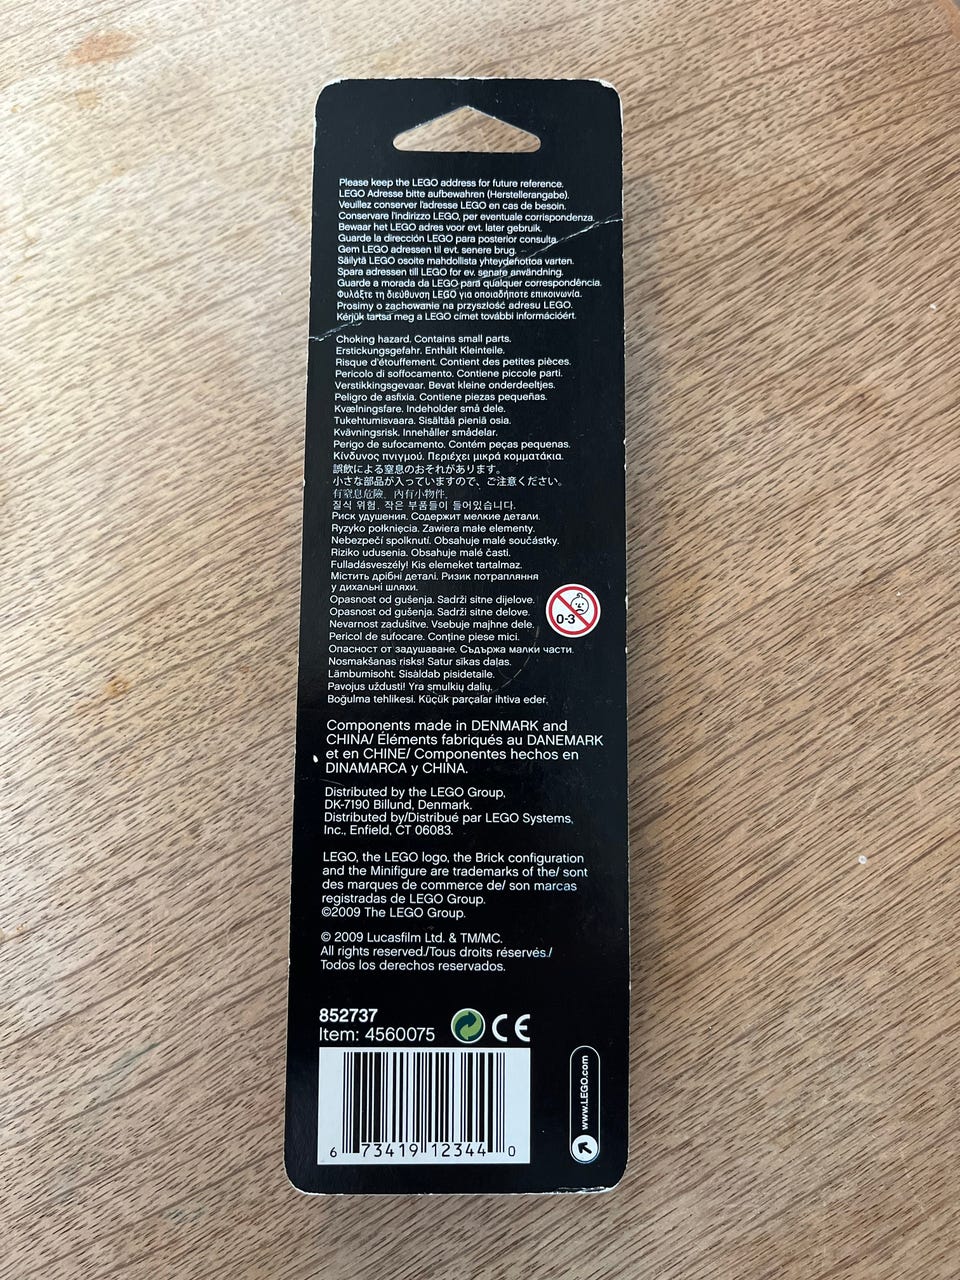 Please keep the LEGO address for future reference.
LEGO Adresse bitte aufbewahren (Herstellerangabe).
Veuillez conserver l'adresse LEGO en cas de besoin.
Conservare l'indirizzo LEGO, per eventuale corrispondenza.
Bewaar het LEGO adres voor evt. later gebruik.
Guarde la dirección LEGO para posterior consulta.
Gem LEGO adressen til evt. senere brug.
Säilytä LEGO osoite mahdollista yhteydenottoa varten.
Spara adressen till LEGO for ev. senare användning.
Guarde a morada da LEGO para qualquer correspondência.
Φυλάξτε τη διεύθυνση LEGO για οποιαδήποτε επικοινωνία.
Prosimy o zachowanie na przyszłość adresu LEGO.
Kérjük tartsa meg a LEGO címet további információért.
Choking hazard. Contains small parts.
Erstickungsgefahr. Enthält Kleinteile.
Risque d'étouffement. Contient des petites pièces.
Pericolo di soffocamento. Contiene piccole parti.
Verstikkingsgevaar. Bevat kleine onderdeeltjes.
Peligro de asfixia. Contiene piezas pequeñas.
Kvælningsfare. Indeholder små dele.
Tukehtumisvaara. Sisältää pieniä osia.
Kvävningsrisk. Innehåller smådelar.
Perigo de sufocamento. Contém peças pequenas.
Κίνδυνος πνιγμού. Περιέχει μικρά κομματάκια.
誤飲による窒息のおそれがあります。
小さな部品が入っていますので、ご注意ください。
有窒息危險. 內有小物件.
질식 위험. 작은 부품들이 들어있습니다.
Риск удушения. Содержит мелкие детали.
Ryzyko połknięcia. Zawiera małe elementy.
Nebezpečí spolknutí. Obsahuje malé součástky.
Riziko udusenia. Obsahuje malé časti.
Fulladásveszély! Kis elemeket tartalmaz.
Містить дрібні деталі. Ризик потрапляння
у дихальні шляхи.
Opasnost od gušenja. Sadrži sitne dijelove.
Opasnost od gušenja. Sadrži sitne delove.
Nevarnost zadušitve. Vsebuje majhne dele.
Pericol de sufocare. Conţine piese mici.
Опасност от задушаване. Съдържа малки части.
Nosmakšanas risks! Satur sīkas daļas.
Lämbumisoht. Sisaldab pisidetaile.
Pavojus uždusti! Yra smulkių dalių.
Boğulma tehlikesi. Küçük parçalar ihtiva eder.
0-3
Components made in DENMARK and
CHINA/ Éléments fabriqués au DANEMARK
et en CHINE/ Componentes hechos en
DINAMARCA y CHINA.
Distributed by the LEGO Group,
DK-7190 Billund, Denmark.
Distributed by/Distribué par LEGO Systems,
Inc., Enfield, CT 06083.
LEGO, the LEGO logo, the Brick configuration
and the Minifigure are trademarks of the/ sont
des marques de commerce de/ son marcas
registradas de LEGO Group.
©2009 The LEGO Group.
© 2009 Lucasfilm Ltd. & TM/MC.
All rights reserved./Tous droits réservés./
Todos los derechos reservados.
852737
Item: 4560075
CE
6 73419 12344 0
www.LEGO.com